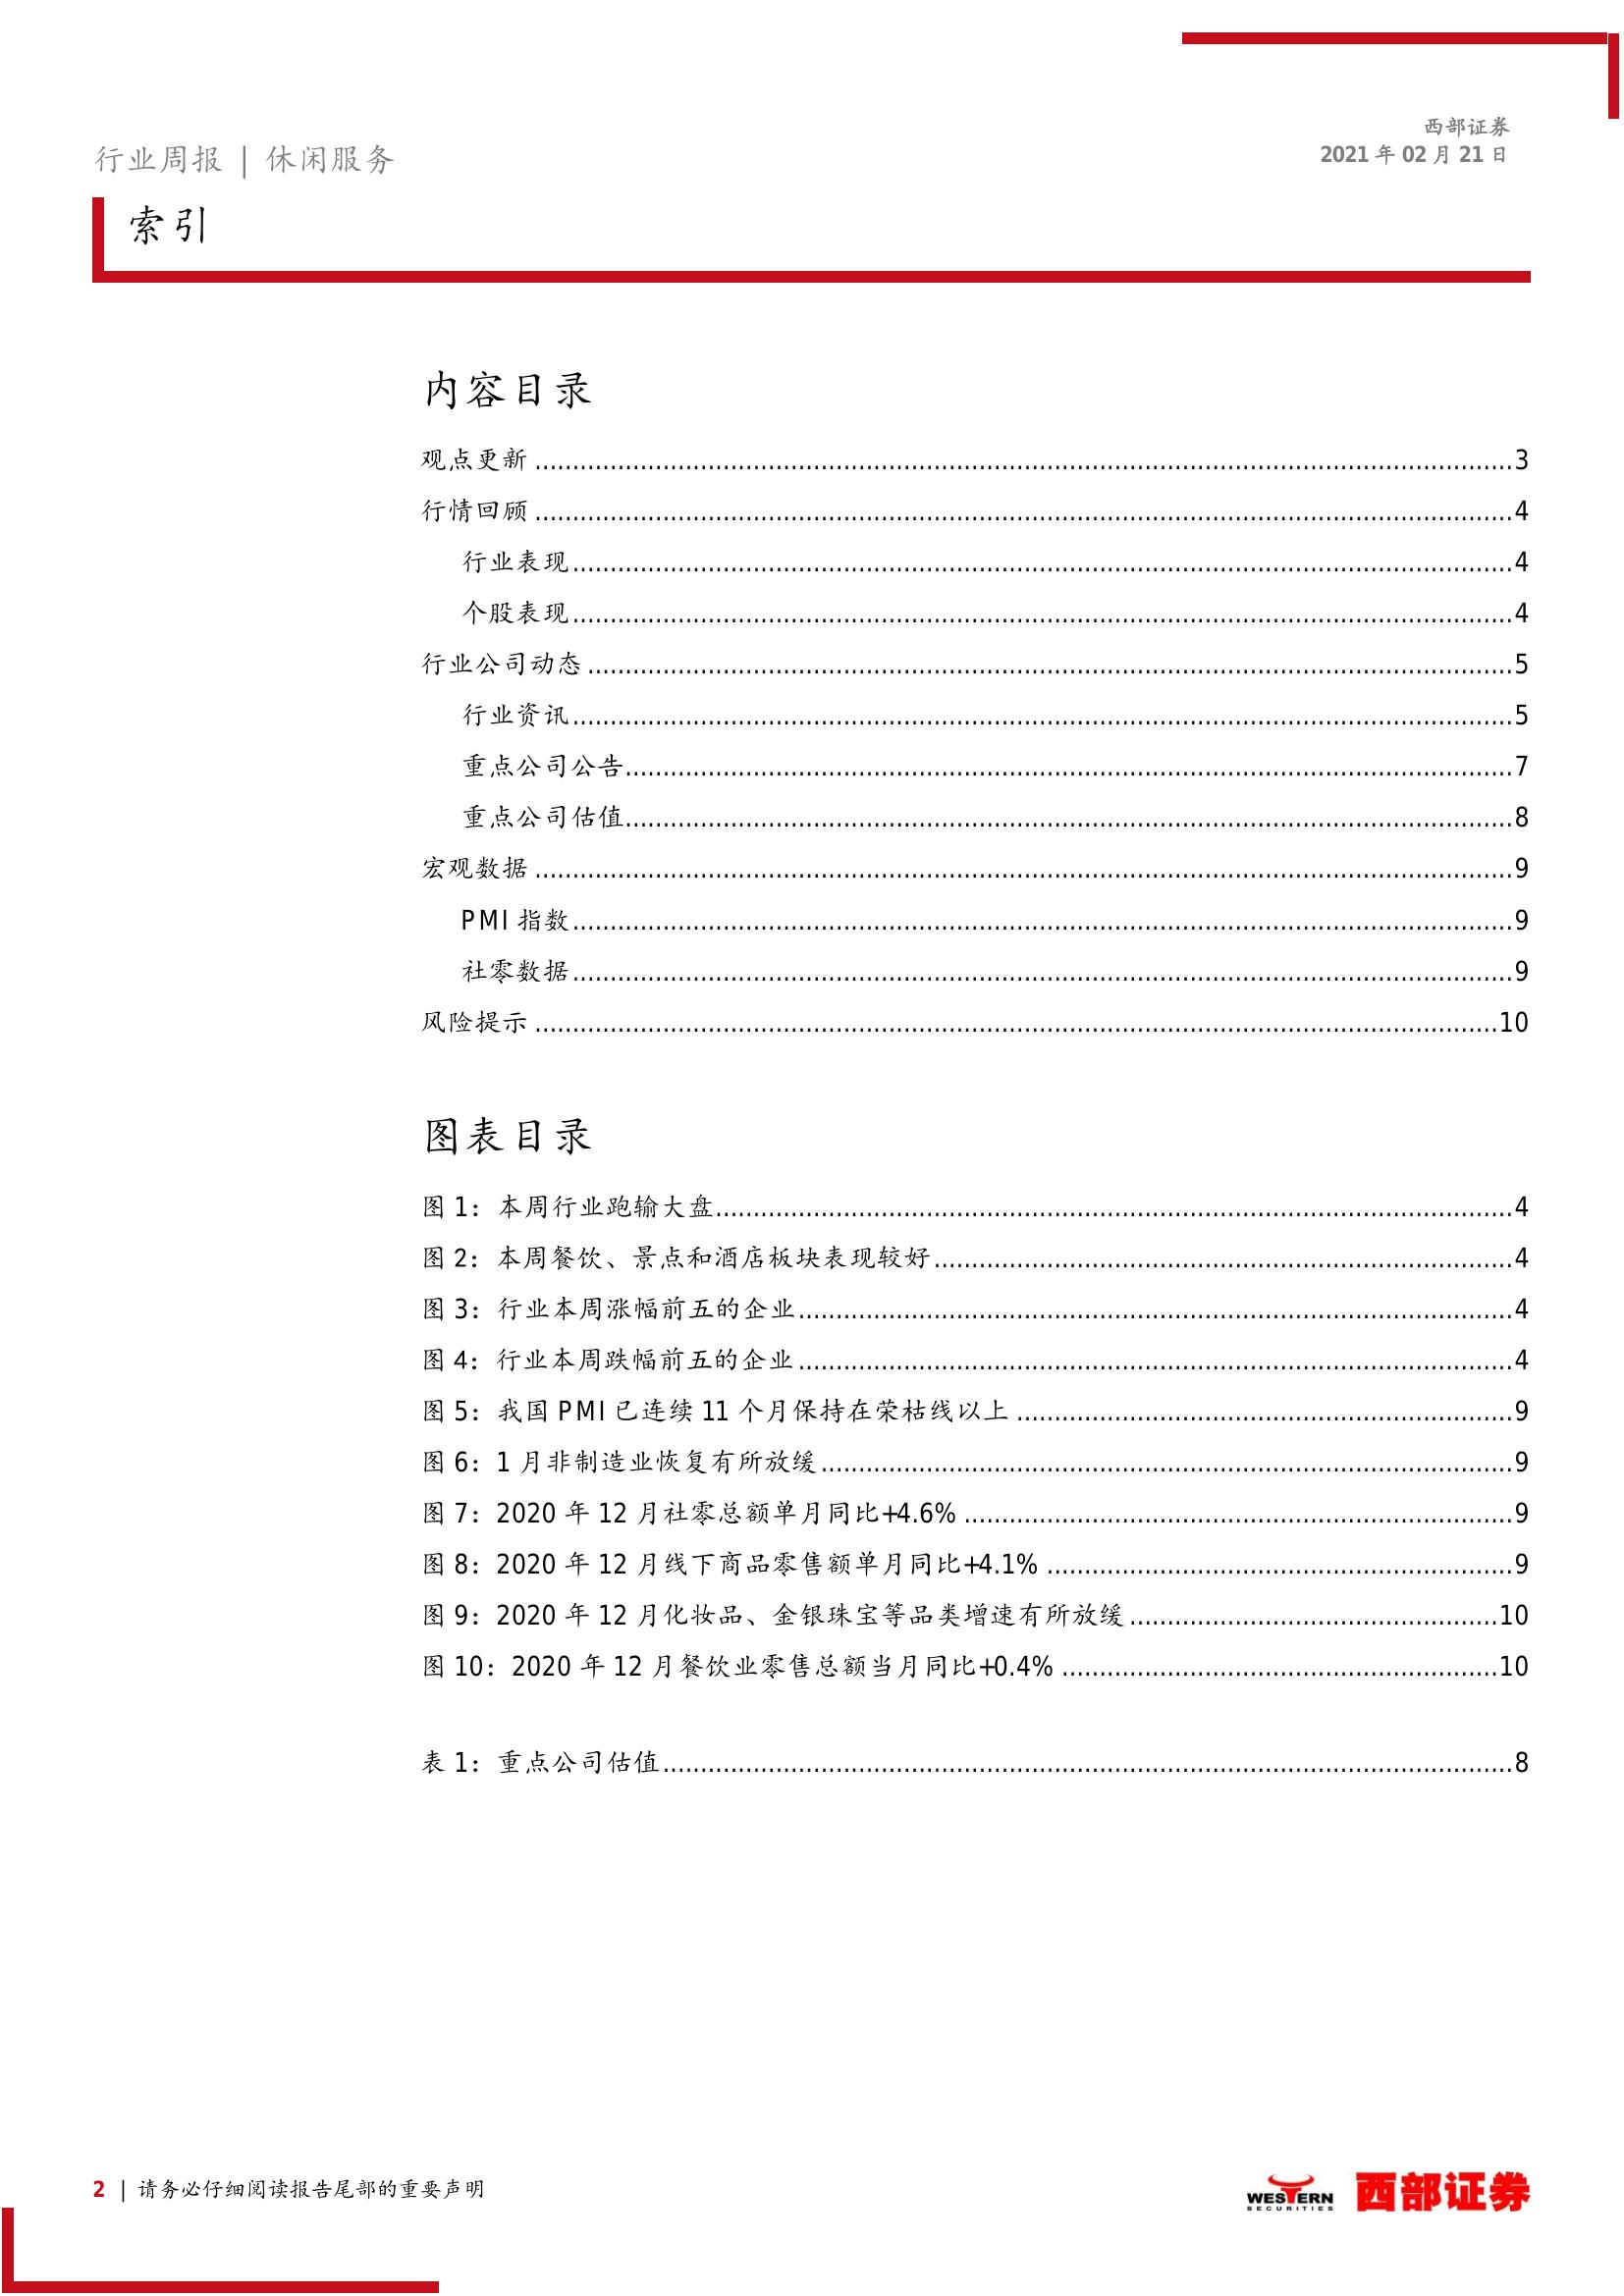 西部证券
行业周报 | 休闲服务
2021 年 02 月 21 日
索引
内容目录
观点更新 ........................................ 3
行情回顾 ........................................ 4
行业表现 ........................................ 4
个股表现 ........................................ 4
行业公司动态 ........................................ 5
行业资讯 ........................................ 5
重点公司公告 ........................................ 7
重点公司估值 ........................................ 8
宏观数据 ........................................ 9
PMI 指数 ........................................ 9
社零数据 ........................................ 9
风险提示 ........................................ 10
图表目录
图 1：本周行业跑输大盘 ........................................ 4
图 2：本周餐饮、景点和酒店板块表现较好 ........................................ 4
图 3：行业本周涨幅前五的企业 ........................................ 4
图 4：行业本周跌幅前五的企业 ........................................ 4
图 5：我国 PMI 已连续 11 个月保持在荣枯线以上 ........................................ 9
图 6：1 月非制造业恢复有所放缓 ........................................ 9
图 7：2020 年 12 月社零总额单月同比+4.6% ........................................ 9
图 8：2020 年 12 月线下商品零售额单月同比+4.1% ........................................ 9
图 9：2020 年 12 月化妆品、金银珠宝等品类增速有所放缓 ........................................ 10
图 10：2020 年 12 月餐饮业零售总额当月同比+0.4% ........................................ 10
表 1：重点公司估值 ........................................ 8
2 | 请务必仔细阅读报告尾部的重要声明
WESTERN
SECURITIES
西部证券